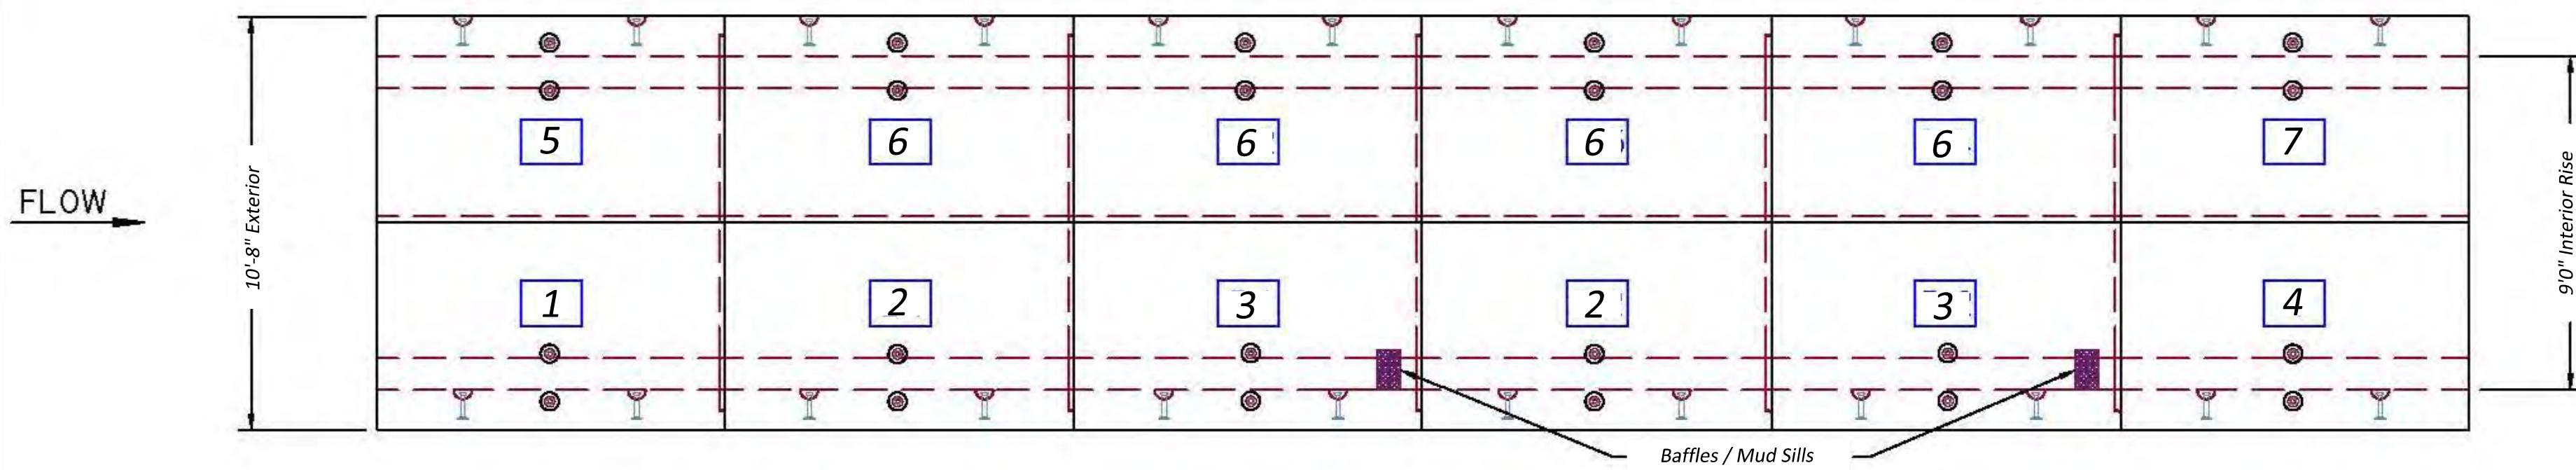 5 6 6 6 6 7
10'-8" Exterior
9'0" Interior Rise
FLOW
1 2 3 2 3 4
Baffles / Mud Sills